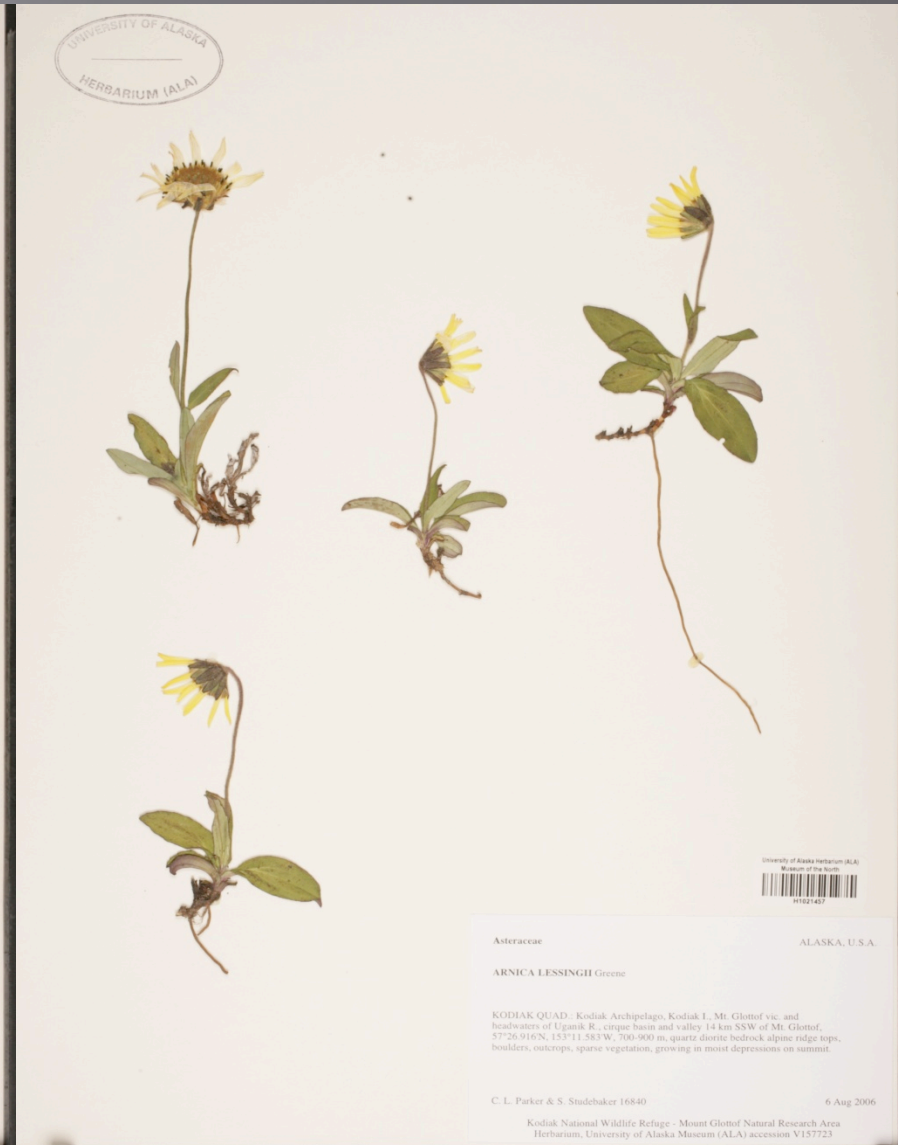 UNIVERSITY OF ALASKA
HERBARIUM (ALA)
University of Alaska Herbarium (ALA)
Museum of the North
H1021457
Asteraceae
ALASKA, U.S.A.
ARNICA LESSINGII Greene
KODIAK QUAD.: Kodiak Archipelago, Kodiak I., Mt. Glottof vic. and
headwaters of Uganik R., cirque basin and valley 14 km SSW of Mt. Glottof,
57°26.916'N, 153°11.583'W, 700-900 m, quartz diorite bedrock alpine ridge tops,
boulders, outcrops, sparse vegetation, growing in moist depressions on summit.
C. L. Parker & S. Studebaker 16840
6 Aug 2006
Kodiak National Wildlife Refuge - Mount Glottof Natural Research Area
Herbarium, University of Alaska Museum (ALA) accession V157723